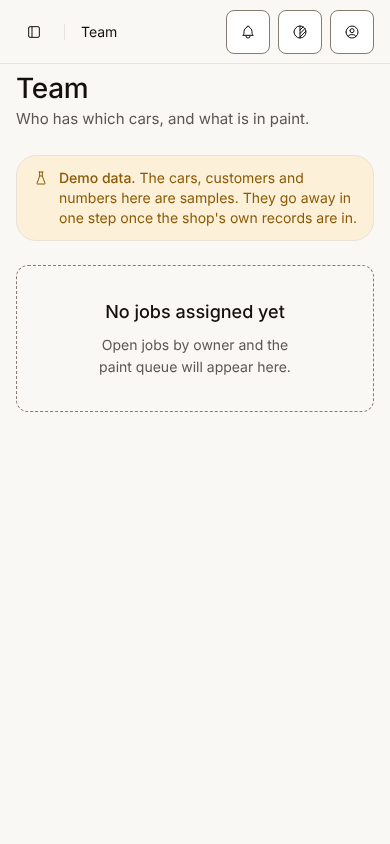 Team
Team
Who has which cars, and what is in paint.
Demo data. The cars, customers and
numbers here are samples. They go away in
one step once the shop's own records are in.
No jobs assigned yet
Open jobs by owner and the
paint queue will appear here.